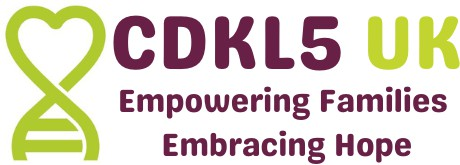 CDKL5 UK
Empowering Families
Embracing Hope